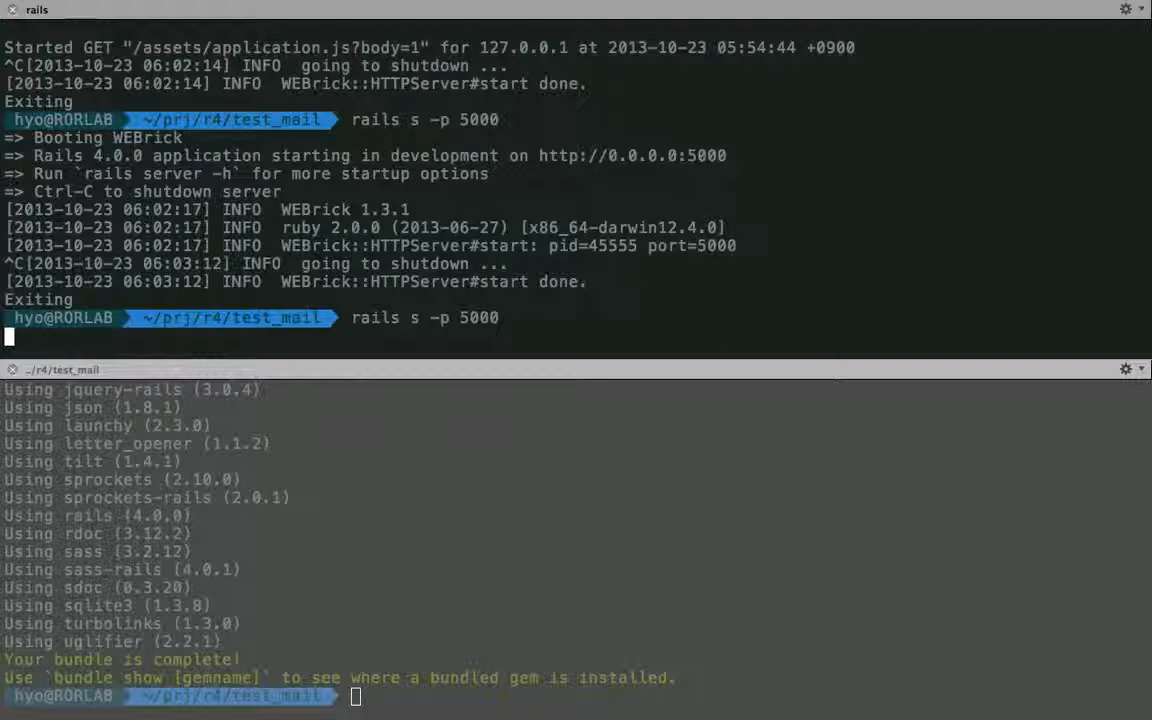 rails
Started GET "/assets/application.js?body=1" for 127.0.0.1 at 2013-10-23 05:54:44 +0900
^C[2013-10-23 06:02:14] INFO  going to shutdown ...
[2013-10-23 06:02:14] INFO  WEBrick::HTTPServer#start done.
Exiting
hyo@RORLAB ~/prj/r4/test_mail rails s -p 5000
=> Booting WEBrick
=> Rails 4.0.0 application starting in development on http://0.0.0.0:5000
=> Run `rails server -h` for more startup options
=> Ctrl-C to shutdown server
[2013-10-23 06:02:17] INFO  WEBrick 1.3.1
[2013-10-23 06:02:17] INFO  ruby 2.0.0 (2013-06-27) [x86_64-darwin12.4.0]
[2013-10-23 06:02:17] INFO  WEBrick::HTTPServer#start: pid=45555 port=5000
^C[2013-10-23 06:03:12] INFO  going to shutdown ...
[2013-10-23 06:03:12] INFO  WEBrick::HTTPServer#start done.
Exiting
hyo@RORLAB ~/prj/r4/test_mail rails s -p 5000
../r4/test_mail
Using jquery-rails (3.0.4)
Using json (1.8.1)
Using launchy (2.3.0)
Using letter_opener (1.1.2)
Using tilt (1.4.1)
Using sprockets (2.10.0)
Using sprockets-rails (2.0.1)
Using rails (4.0.0)
Using rdoc (3.12.2)
Using sass (3.2.12)
Using sass-rails (4.0.1)
Using sdoc (0.3.20)
Using sqlite3 (1.3.8)
Using turbolinks (1.3.0)
Using uglifier (2.2.1)
Your bundle is complete!
Use `bundle show [gemname]` to see where a bundled gem is installed.
hyo@RORLAB ~/prj/r4/test_mail